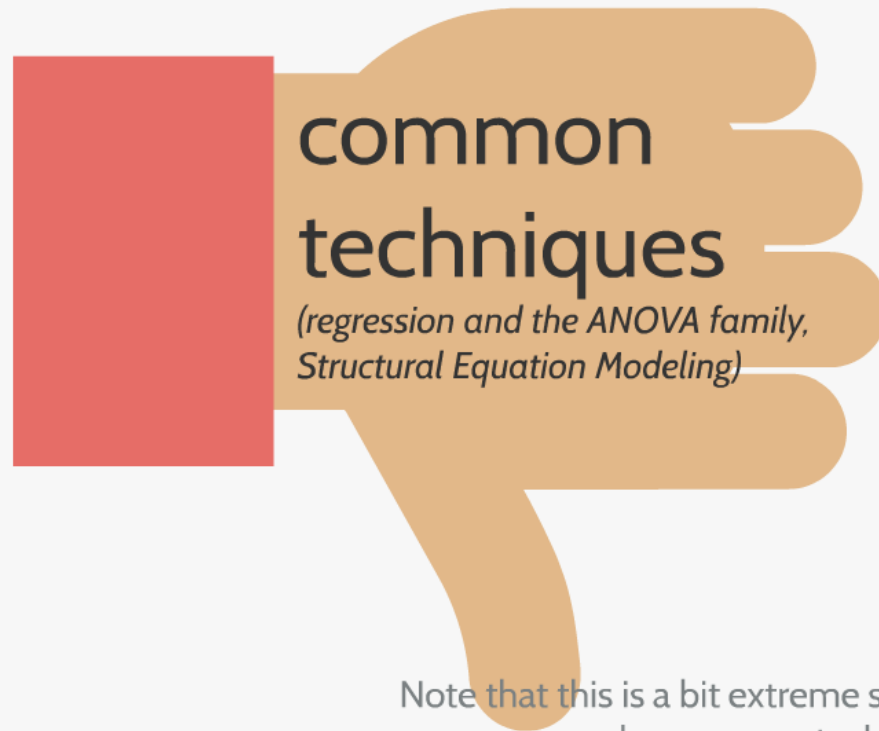 common
techniques
(regression and the ANOVA family,
Structural Equation Modeling)
Note that this is a bit extreme s